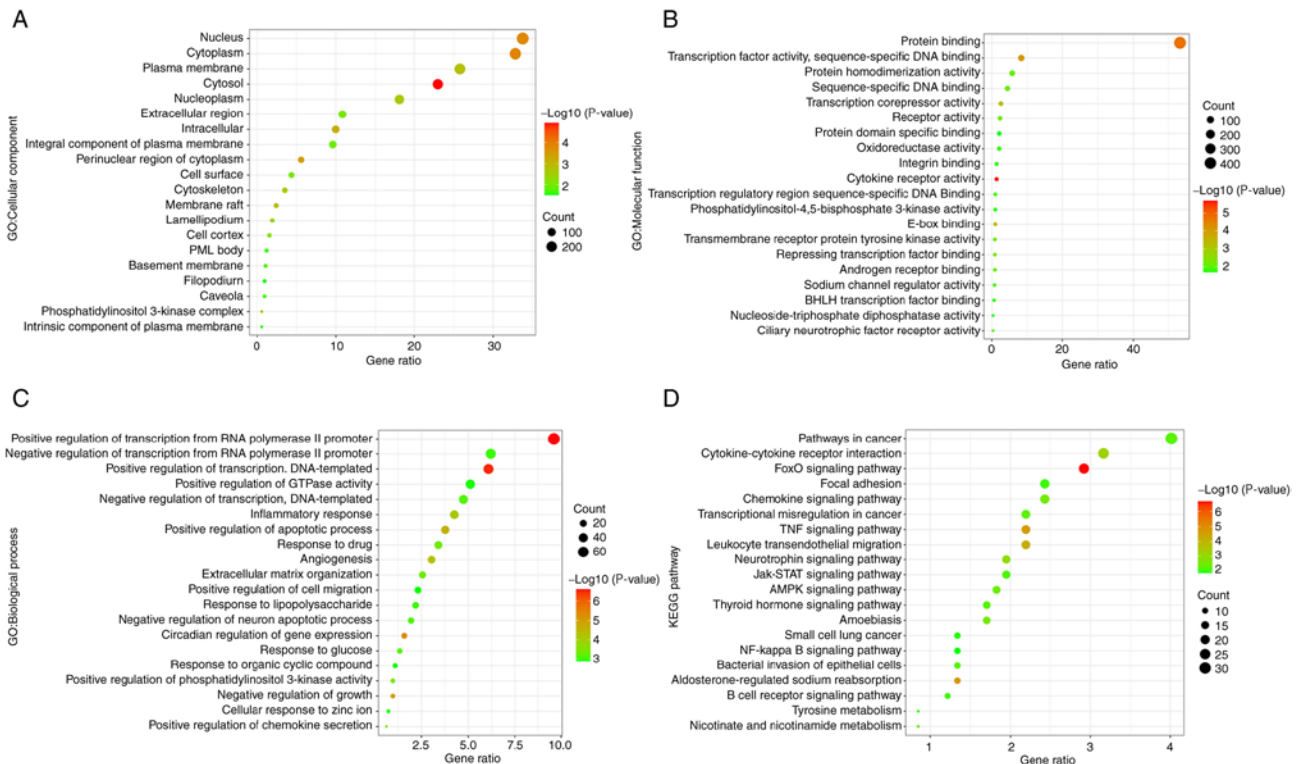 A
GO:Cellular component
Nucleus
Cytoplasm
Plasma membrane
Cytosol
Nucleoplasm
Extracellular region
Intracellular
Integral component of plasma membrane
Perinuclear region of cytoplasm
Cell surface
Cytoskeleton
Membrane raft
Lamellipodium
Cell cortex
PML body
Basement membrane
Filopodiurn
Caveola
Phosphatidylinositol 3-kinase complex
Intrinsic component of plasma membrane
0 10 20 30
Gene ratio
−Log10 (P-value)
4
3
2
Count
100
200
B
GO:Molecular function
Protein binding
Transcription factor activity, sequence-specific DNA binding
Protein homodimerization activity
Sequence-specific DNA binding
Transcription corepressor activity
Receptor activity
Protein domain specific binding
Oxidoreductase activity
Integrin binding
Cytokine receptor activity
Transcription regulatory region sequence-specific DNA Binding
Phosphatidylinositol-4,5-bisphosphate 3-kinase activity
E-box binding
Transmembrane receptor protein tyrosine kinase activity
Repressing transcription factor binding
Androgen receptor binding
Sodium channel regulator activity
BHLH transcription factor binding
Nucleoside-triphosphate diphosphatase activity
Ciliary neurotrophic factor receptor activity
0 20 40
Gene ratio
Count
100
200
300
400
−Log10 (P-value)
5
4
3
2
C
GO:Biological process
Positive regulation of transcription from RNA polymerase II promoter
Negative regulation of transcription from RNA polymerase II promoter
Positive regulation of transcription. DNA-templated
Positive regulation of GTPase activity
Negative regulation of transcription, DNA-templated
Inflammatory response
Positive regulation of apoptotic process
Response to drug
Angiogenesis
Extracellular matrix organization
Positive regulation of cell migration
Response to lipopolysaccharide
Negative regulation of neuron apoptotic process
Circadian regulation of gene expression
Response to glucose
Response to organic cyclic compound
Positive regulation of phosphatidylinositol 3-kinase activity
Negative regulation of growth
Cellular response to zinc ion
Positive regulation of chemokine secretion
2.5 5.0 7.5 10.0
Gene ratio
Count
20
40
60
−Log10 (P-value)
6
5
4
3
D
KEGG pathway
Pathways in cancer
Cytokine-cytokine receptor interaction
FoxO signaling pathway
Focal adhesion
Chemokine signaling pathway
Transcriptional misregulation in cancer
TNF signaling pathway
Leukocyte transendothelial migration
Neurotrophin signaling pathway
Jak-STAT signaling pathway
AMPK signaling pathway
Thyroid hormone signaling pathway
Amoebiasis
Small cell lung cancer
NF-kappa B signaling pathway
Bacterial invasion of epithelial cells
Aldosterone-regulated sodium reabsorption
B cell receptor signaling pathway
Tyrosine metabolism
Nicotinate and nicotinamide metabolism
1 2 3 4
Gene ratio
−Log10 (P-value)
6
5
4
3
2
Count
10
15
20
25
30